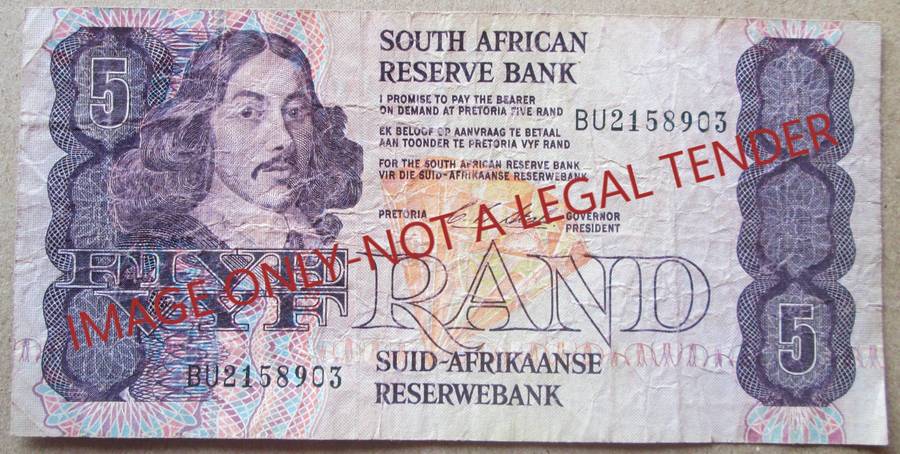 5
SOUTH AFRICAN
RESERVE BANK
I PROMISE TO PAY THE BEARER
ON DEMAND AT PRETORIA FIVE RAND
BU2158903
EK BELOOF OP AANVRAAG TE BETAAL
AAN TOONDER TE PRETORIA VYF RAND
FOR THE SOUTH AFRICAN RESERVE BANK
VIR DIE SUID-AFRIKAANSE RESERWEBANK
PRETORIA
GOVERNOR
PRESIDENT
IMAGE ONLY-NOT A LEGAL TENDER
FIVE
VYF
RAND
SUID-AFRIKAANSE
RESERWEBANK
BU2158903
5